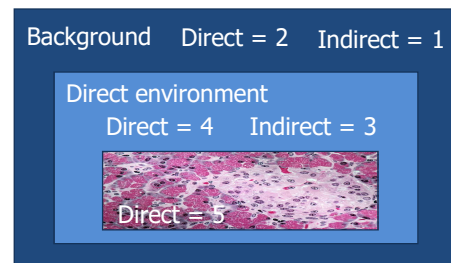 Background Direct = 2 Indirect = 1
Direct environment
Direct = 4 Indirect = 3
Direct = 5